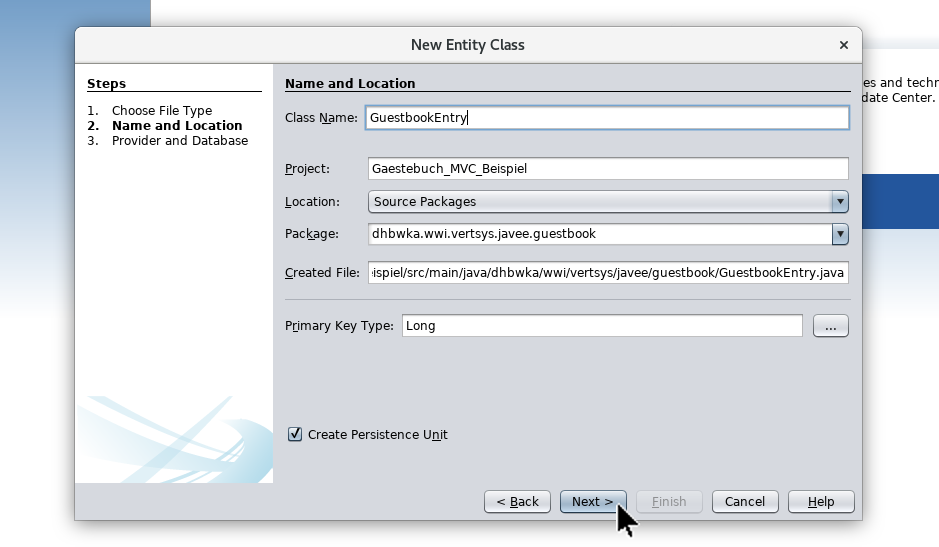 New Entity Class
×
es and techn
date Center.
Steps
1. Choose File Type
2. Name and Location
3. Provider and Database
Name and Location
Class Name: GuestbookEntry
Project: Gaestebuch_MVC_Beispiel
Location: Source Packages
Package: dhbwka.wwi.vertsys.javee.guestbook
Created File: eispiel/src/main/java/dhbwka/wwi/vertsys/javee/guestbook/GuestbookEntry.java
Primary Key Type: Long
...
Create Persistence Unit
< Back
Next >
Finish
Cancel
Help